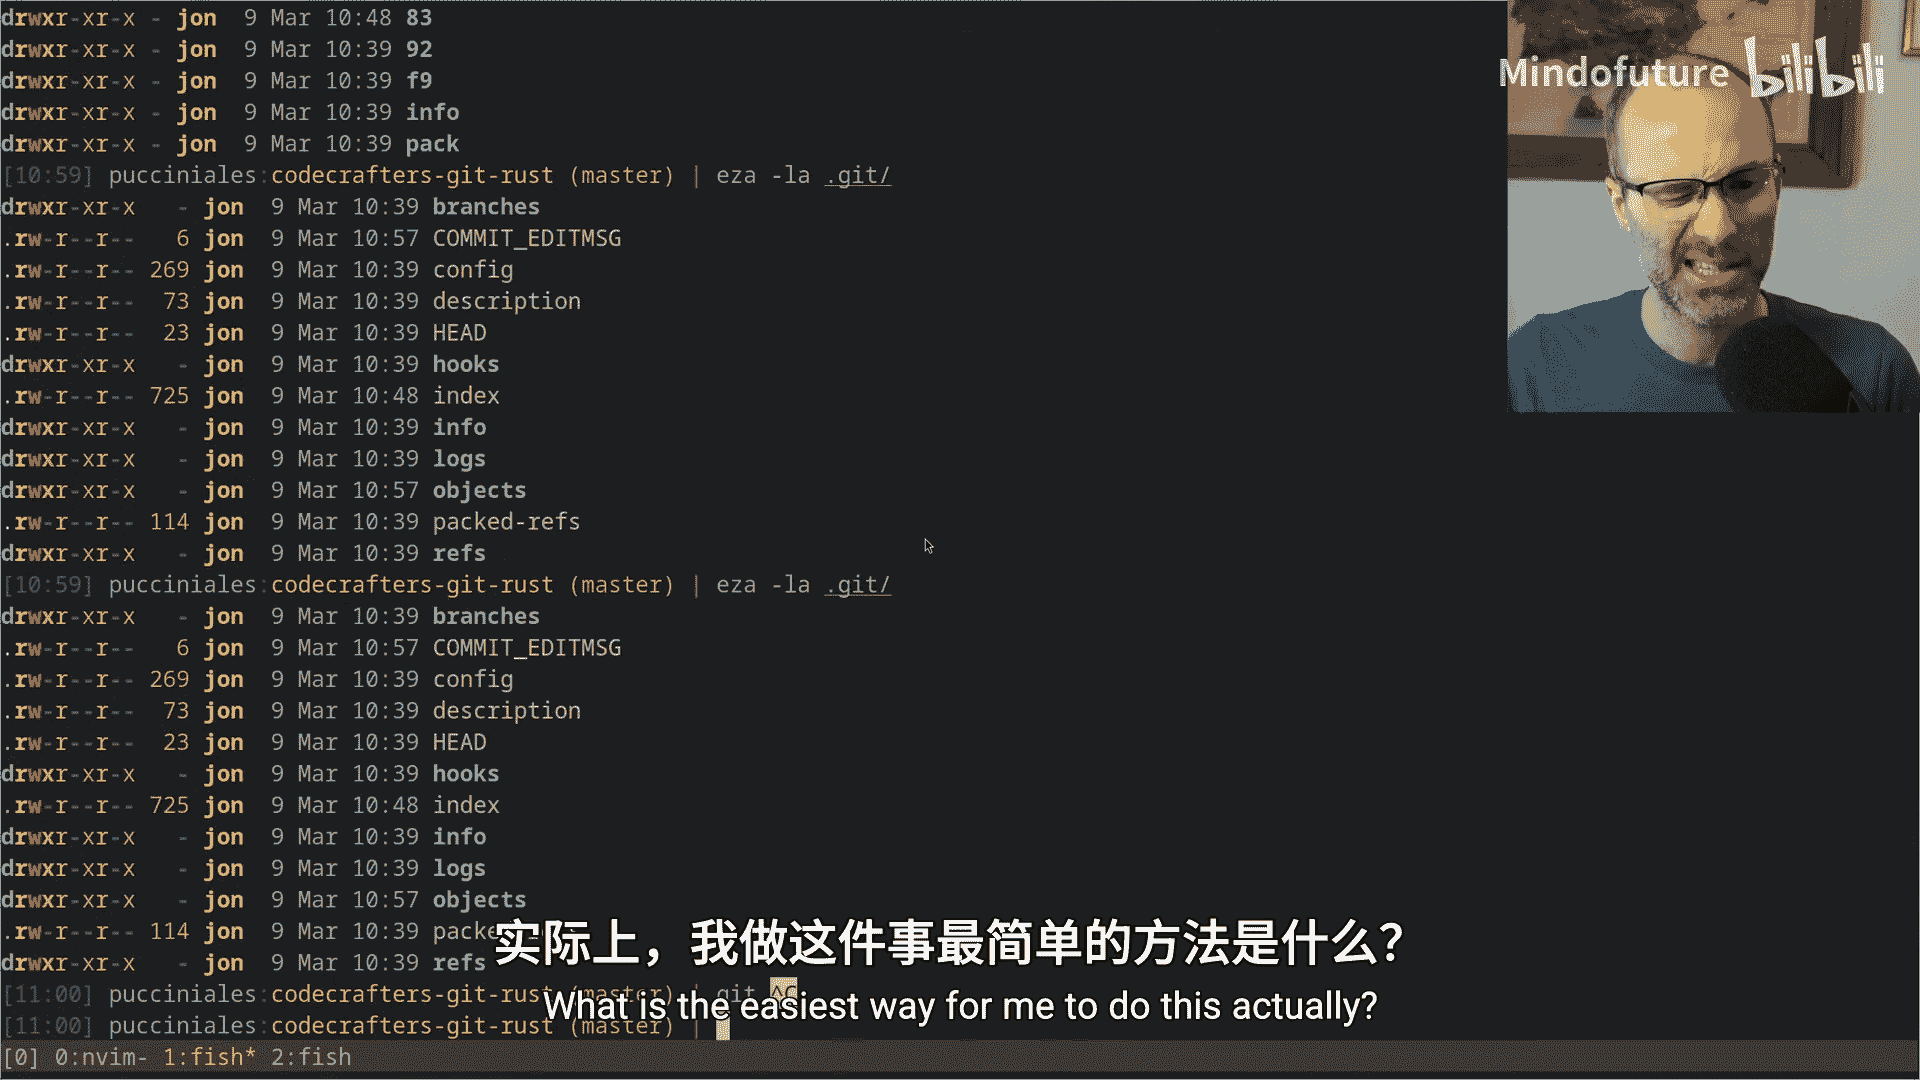 drwxr-xr-x - jon 9 Mar 10:48 83
drwxr-xr-x - jon 9 Mar 10:39 92
drwxr-xr-x - jon 9 Mar 10:39 f9
drwxr-xr-x - jon 9 Mar 10:39 info
drwxr-xr-x - jon 9 Mar 10:39 pack
Mindofuture bilibili
[10:59] pucciniales:codecrafters-git-rust (master) | eza -la .git/
drwxr-xr-x - jon 9 Mar 10:39 branches
.rw-r--r-- 6 jon 9 Mar 10:57 COMMIT_EDITMSG
.rw-r--r-- 269 jon 9 Mar 10:39 config
.rw-r--r-- 73 jon 9 Mar 10:39 description
.rw-r--r-- 23 jon 9 Mar 10:39 HEAD
drwxr-xr-x - jon 9 Mar 10:39 hooks
.rw-r--r-- 725 jon 9 Mar 10:48 index
drwxr-xr-x - jon 9 Mar 10:39 info
drwxr-xr-x - jon 9 Mar 10:39 logs
drwxr-xr-x - jon 9 Mar 10:57 objects
.rw-r--r-- 114 jon 9 Mar 10:39 packed-refs
drwxr-xr-x - jon 9 Mar 10:39 refs
[10:59] pucciniales:codecrafters-git-rust (master) | eza -la .git/
drwxr-xr-x - jon 9 Mar 10:39 branches
.rw-r--r-- 6 jon 9 Mar 10:57 COMMIT_EDITMSG
.rw-r--r-- 269 jon 9 Mar 10:39 config
.rw-r--r-- 73 jon 9 Mar 10:39 description
.rw-r--r-- 23 jon 9 Mar 10:39 HEAD
drwxr-xr-x - jon 9 Mar 10:39 hooks
.rw-r--r-- 725 jon 9 Mar 10:48 index
drwxr-xr-x - jon 9 Mar 10:39 info
drwxr-xr-x - jon 9 Mar 10:39 logs
drwxr-xr-x - jon 9 Mar 10:57 objects
.rw-r--r-- 114 jon 9 Mar 10:39
drwxr-xr-x - jon 9 Mar 10:39 refs
实际上，我做这件事最简单的方法是什么？
[11:00] pucciniales:codecrafters-git-rust (master) | git ^C
What is the easiest way for me to do this actually?
[11:00] pucciniales:codecrafters-git-rust (master) |
[0] 0:nvim- 1:fish* 2:fish